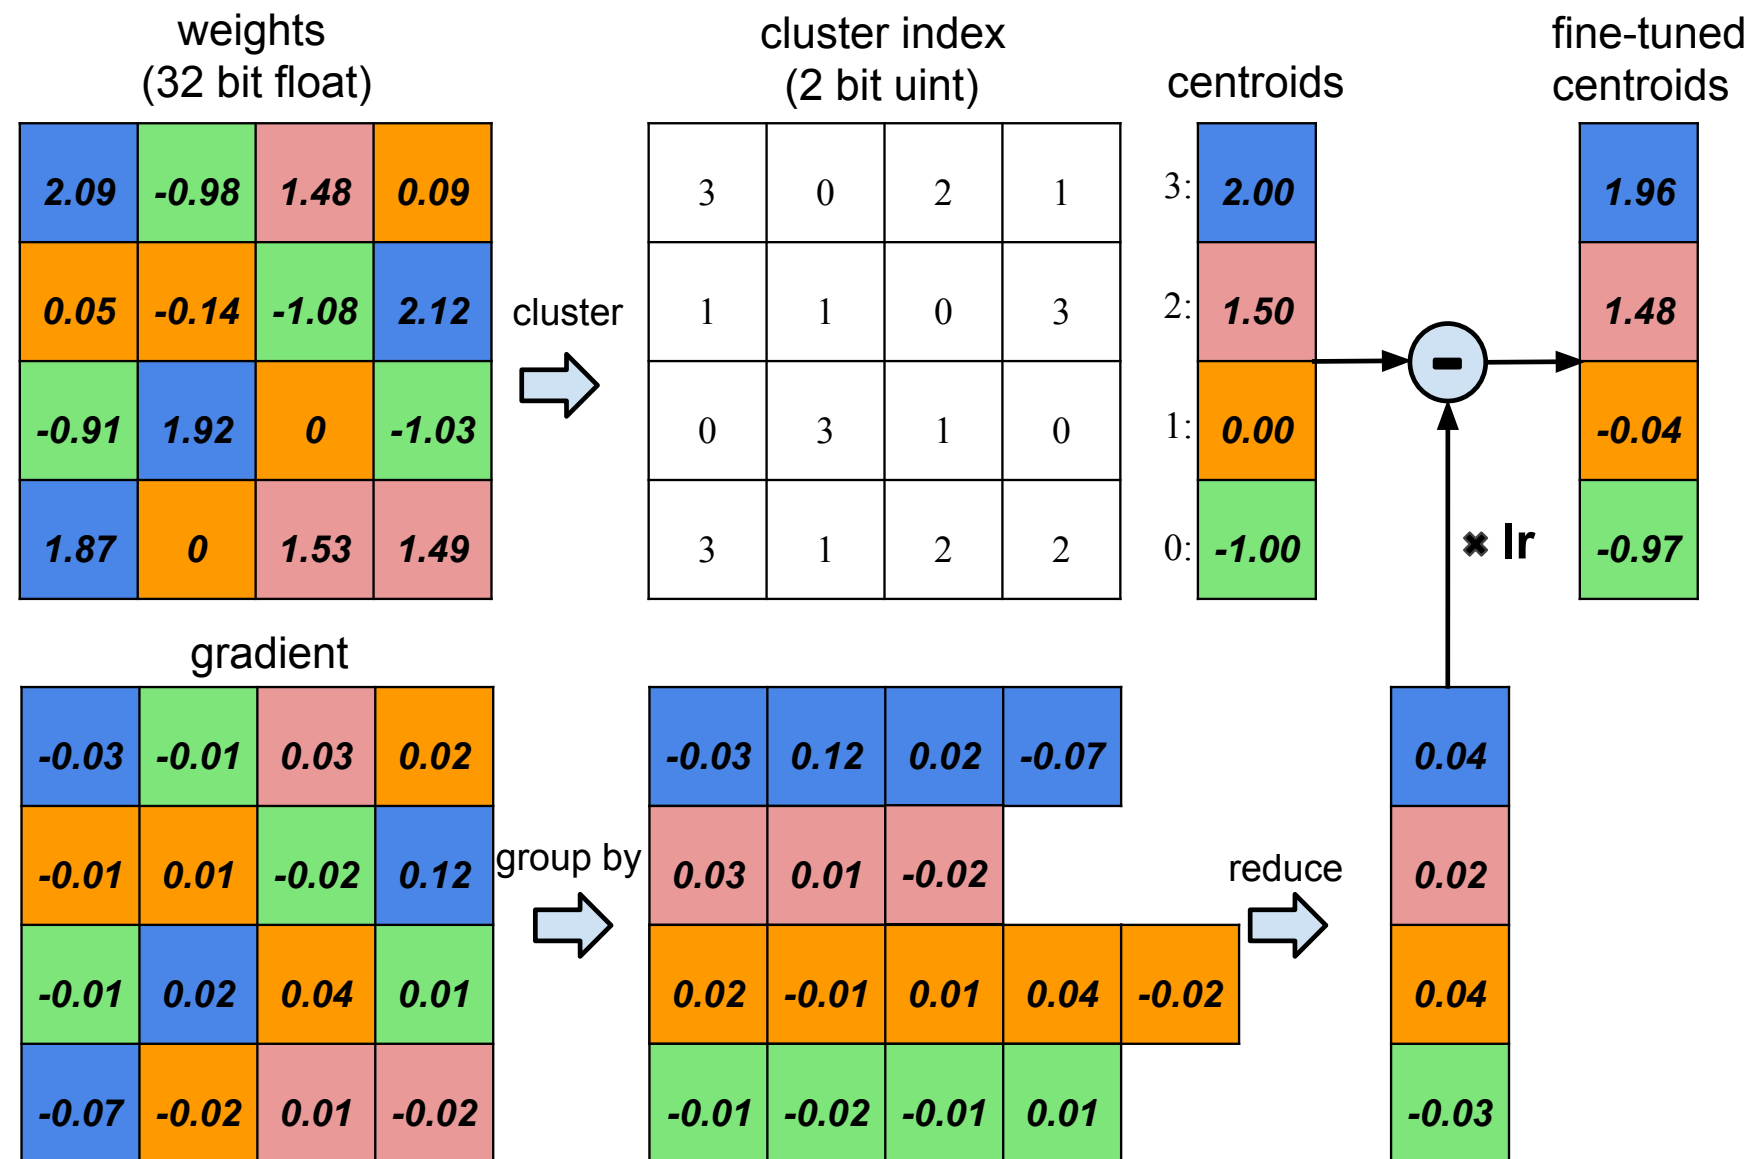 weights
(32 bit float)
cluster index
(2 bit uint)
centroids
fine-tuned
centroids
2.09 -0.98 1.48 0.09
3 0 2 1
3: 2.00
1.96
0.05 -0.14 -1.08 2.12
cluster
1 1 0 3
2: 1.50
1.48
-
-0.91 1.92 0 -1.03
0 3 1 0
1: 0.00
-0.04
1.87 0 1.53 1.49
3 1 2 2
0: -1.00
× lr
-0.97
gradient
-0.03 -0.01 0.03 0.02
-0.03 0.12 0.02 -0.07
0.04
-0.01 0.01 -0.02 0.12
group by
0.03 0.01 -0.02
reduce
0.02
-0.01 0.02 0.04 0.01
0.02 -0.01 0.01 0.04 -0.02
0.04
-0.07 -0.02 0.01 -0.02
-0.01 -0.02 -0.01 0.01
-0.03